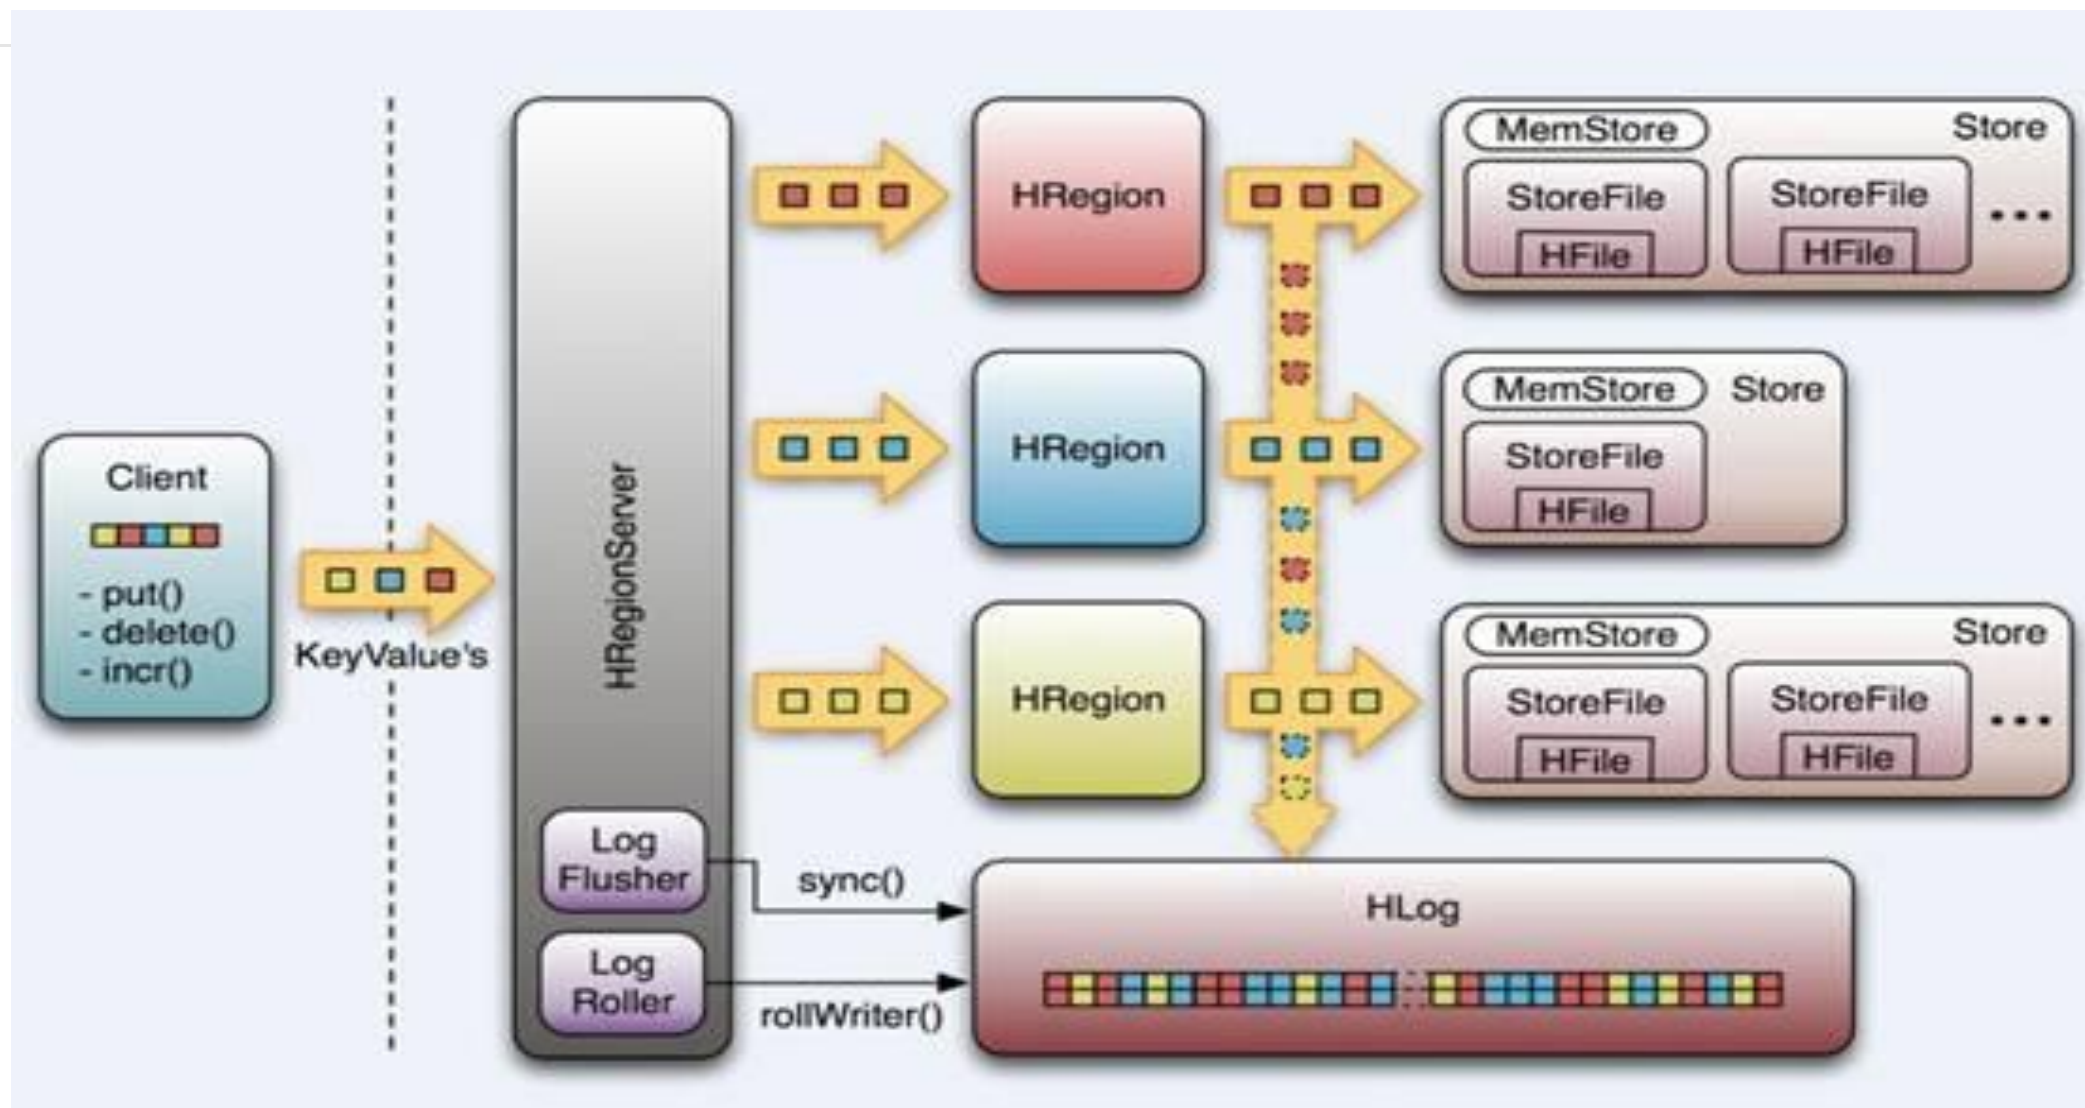 Client
- put()
- delete()
- incr()
KeyValue's
HRegionServer
Log
Flusher
Log
Roller
sync()
rollWriter()
HRegion
MemStore
Store
StoreFile
HFile
StoreFile
HFile
...
HRegion
MemStore
Store
StoreFile
HFile
HRegion
MemStore
Store
StoreFile
HFile
StoreFile
HFile
...
HLog